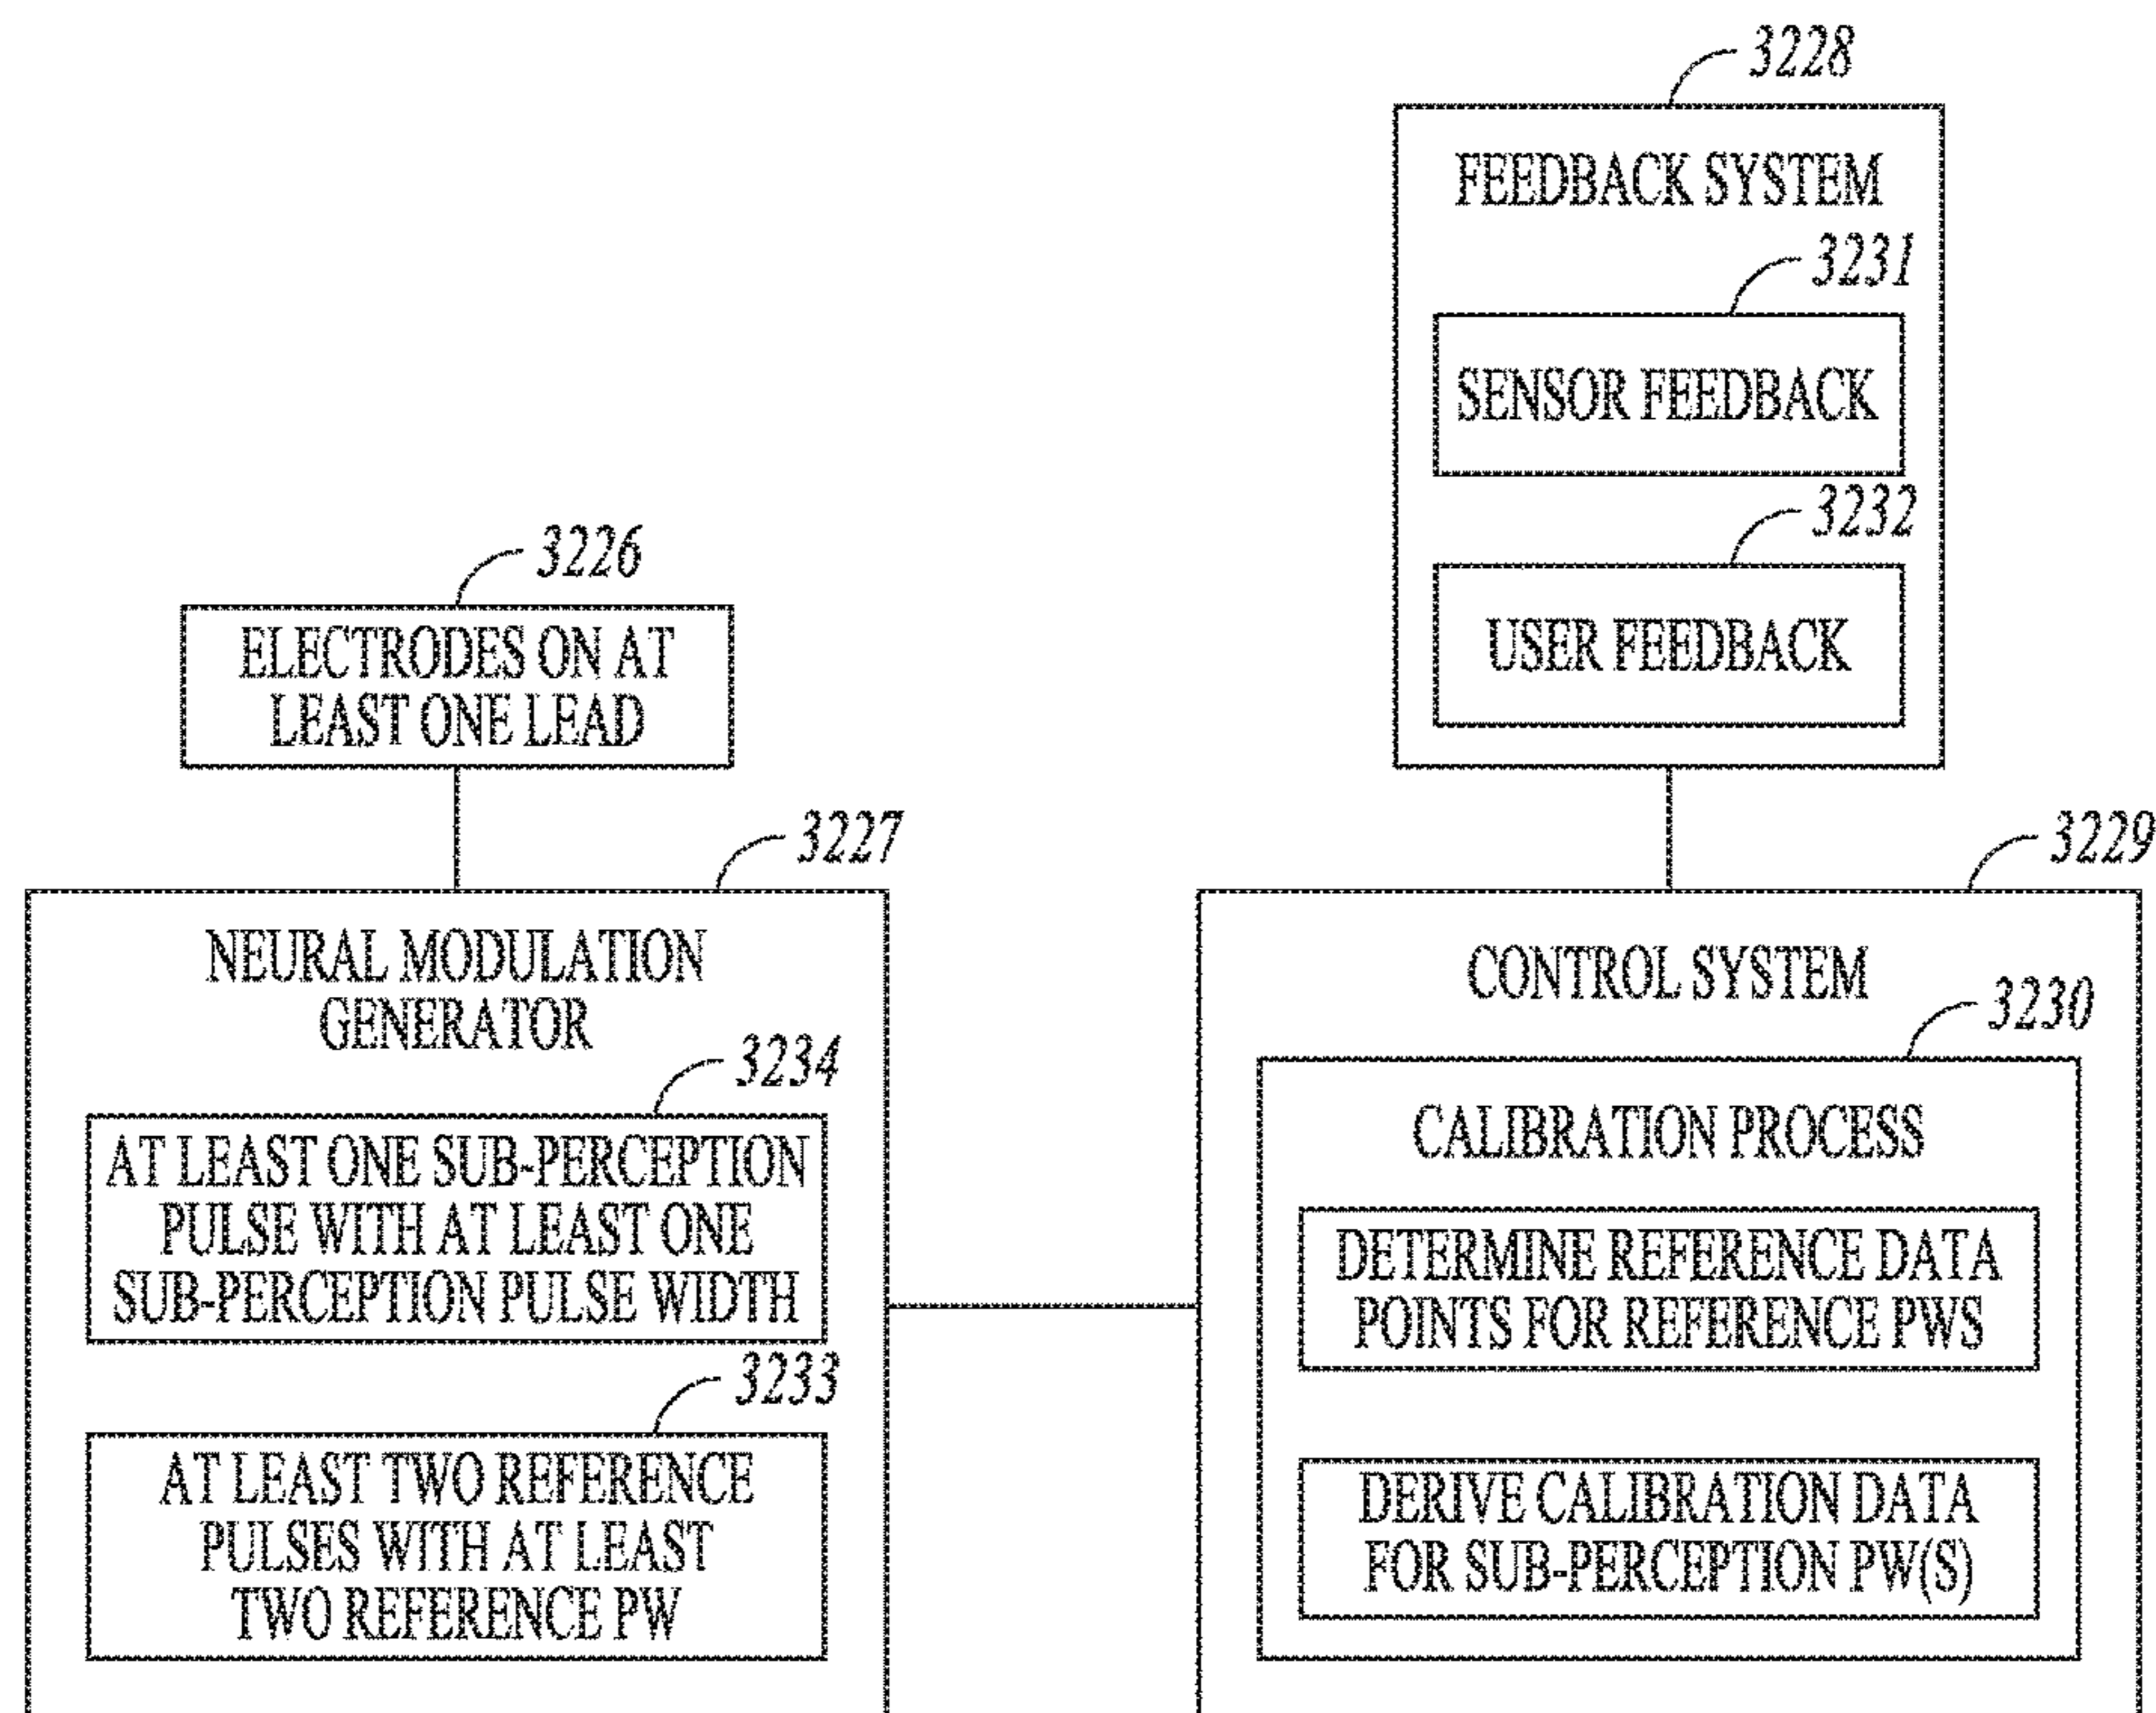 3228
FEEDBACK SYSTEM
3231
SENSOR FEEDBACK
3232
USER FEEDBACK
3226
ELECTRODES ON AT
LEAST ONE LEAD
3227
NEURAL MODULATION
GENERATOR
3234
AT LEAST ONE SUB-PERCEPTION
PULSE WITH AT LEAST ONE
SUB-PERCEPTION PULSE WIDTH
3233
AT LEAST TWO REFERENCE
PULSES WITH AT LEAST
TWO REFERENCE PW
3229
CONTROL SYSTEM
3230
CALIBRATION PROCESS
DETERMINE REFERENCE DATA
POINTS FOR REFERENCE PWS
DERIVE CALIBRATION DATA
FOR SUB-PERCEPTION PW(S)